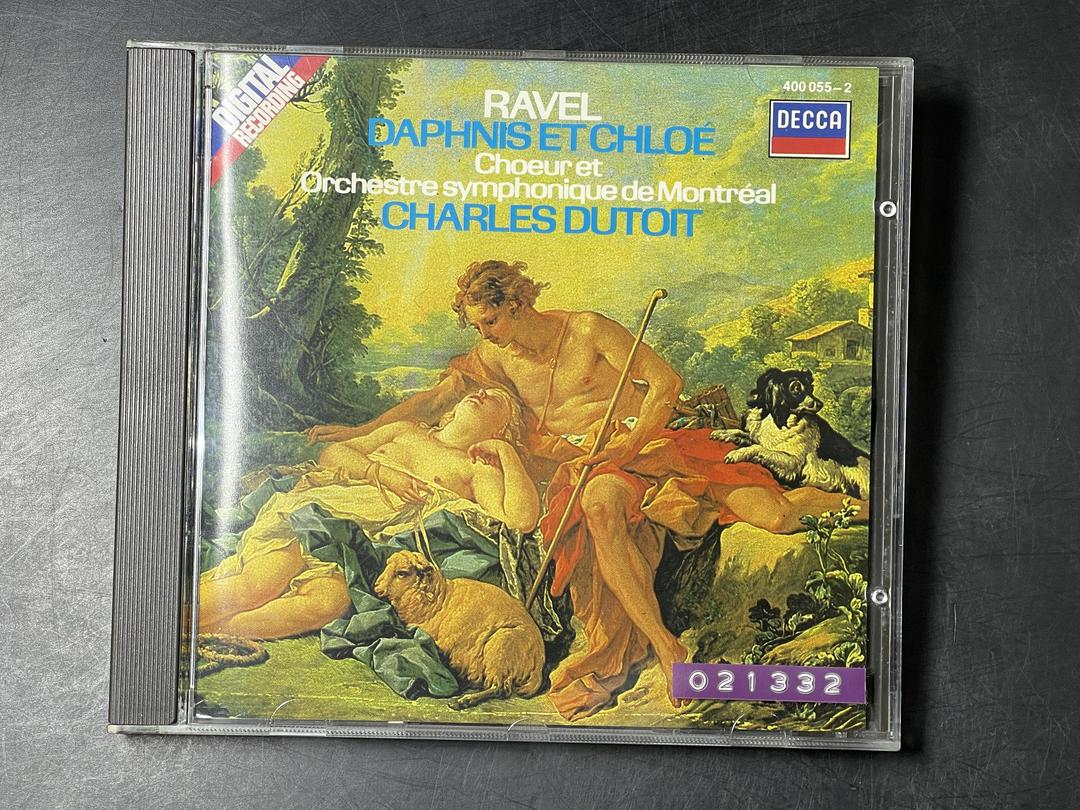 DIGITAL
RECORDING
400 055-2
DECCA
RAVEL
DAPHNIS ET CHLOÉ
Choeur et
Orchestre symphonique de Montréal
CHARLES DUTOIT
021332